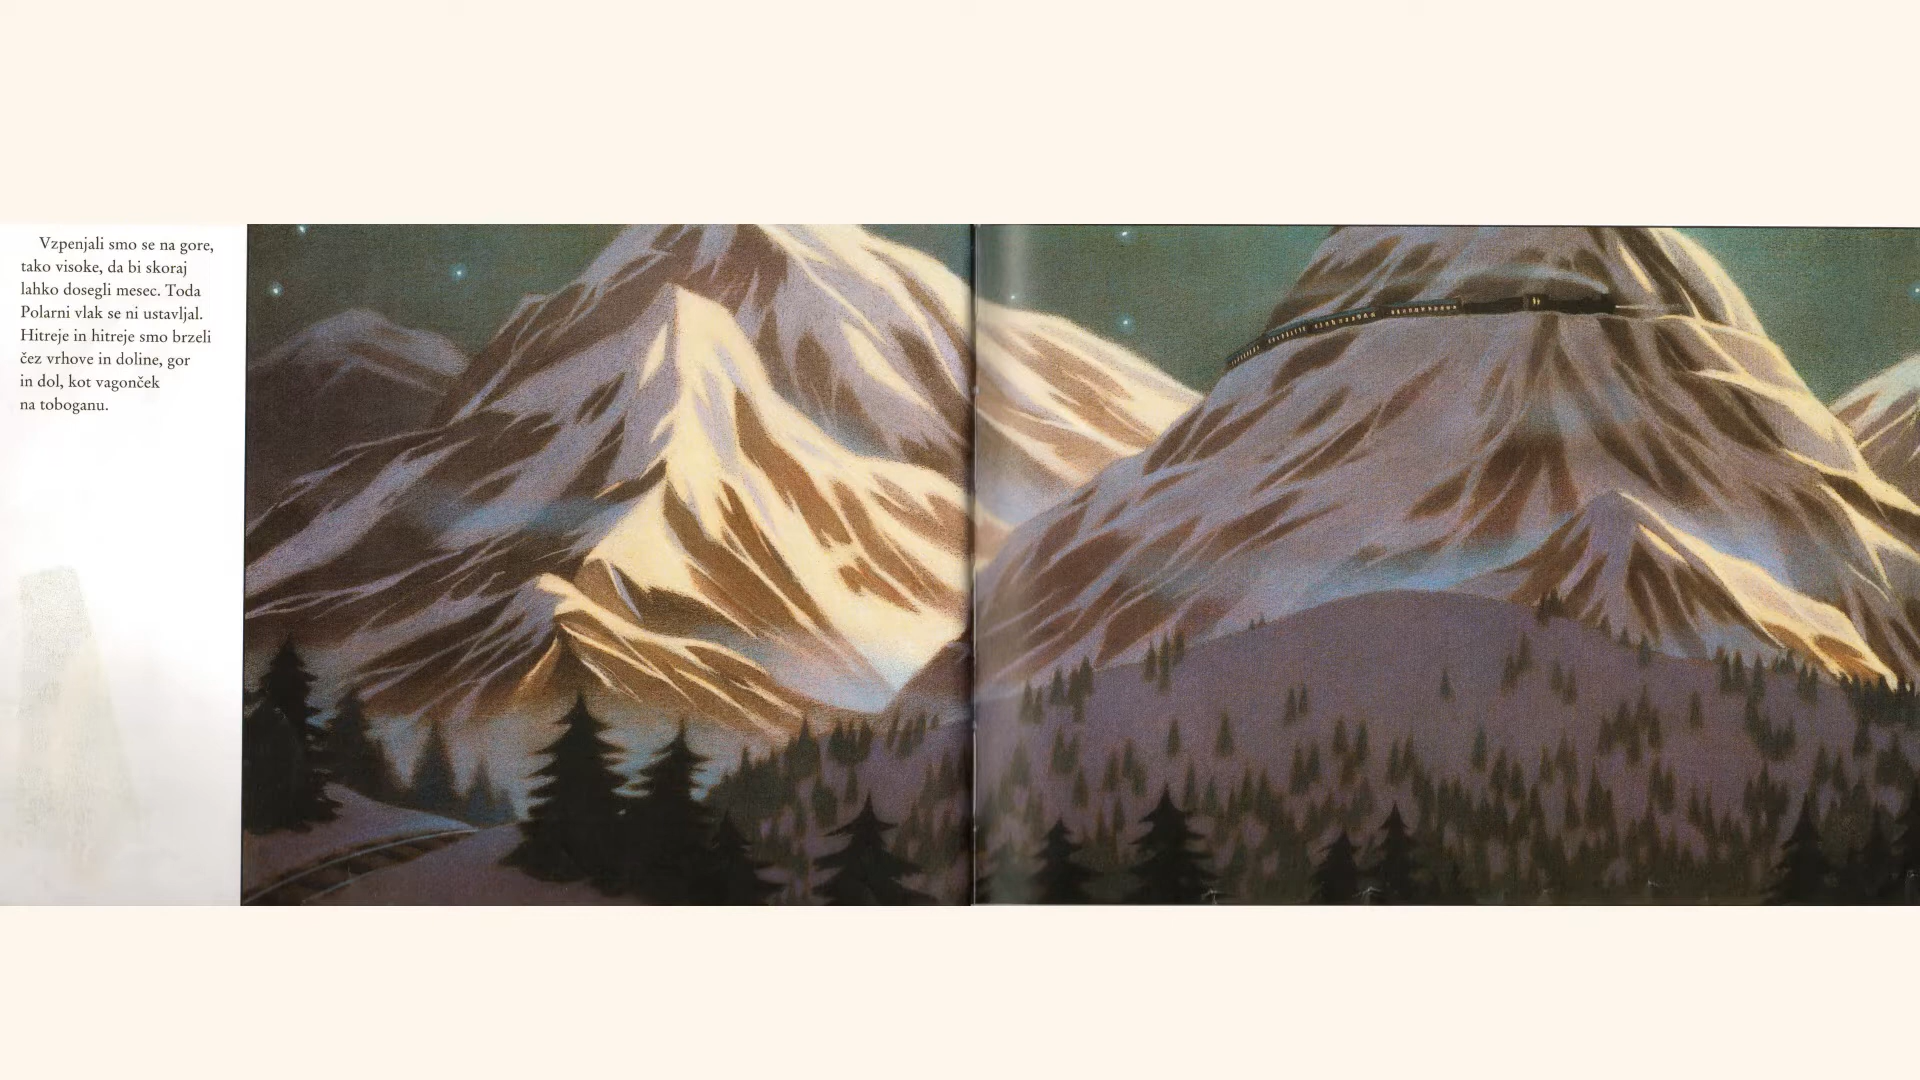 Vzpenjali smo se na gore,
tako visoke, da bi skoraj
lahko dosegli mesec. Toda
Polarni vlak se ni ustavljal.
Hitreje in hitreje smo brzeli
čez vrhove in doline, gor
in dol, kot vagonček
na toboganu.